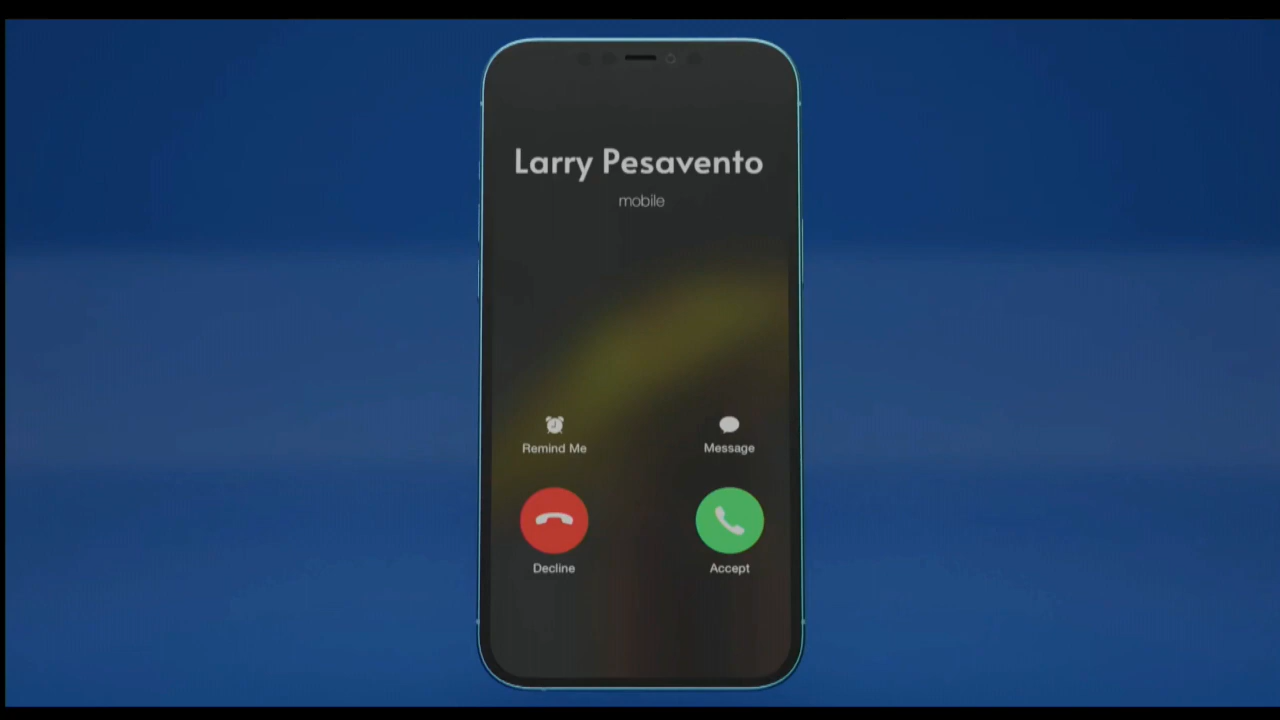 Larry Pesavento
mobile
Remind Me
Message
Decline
Accept